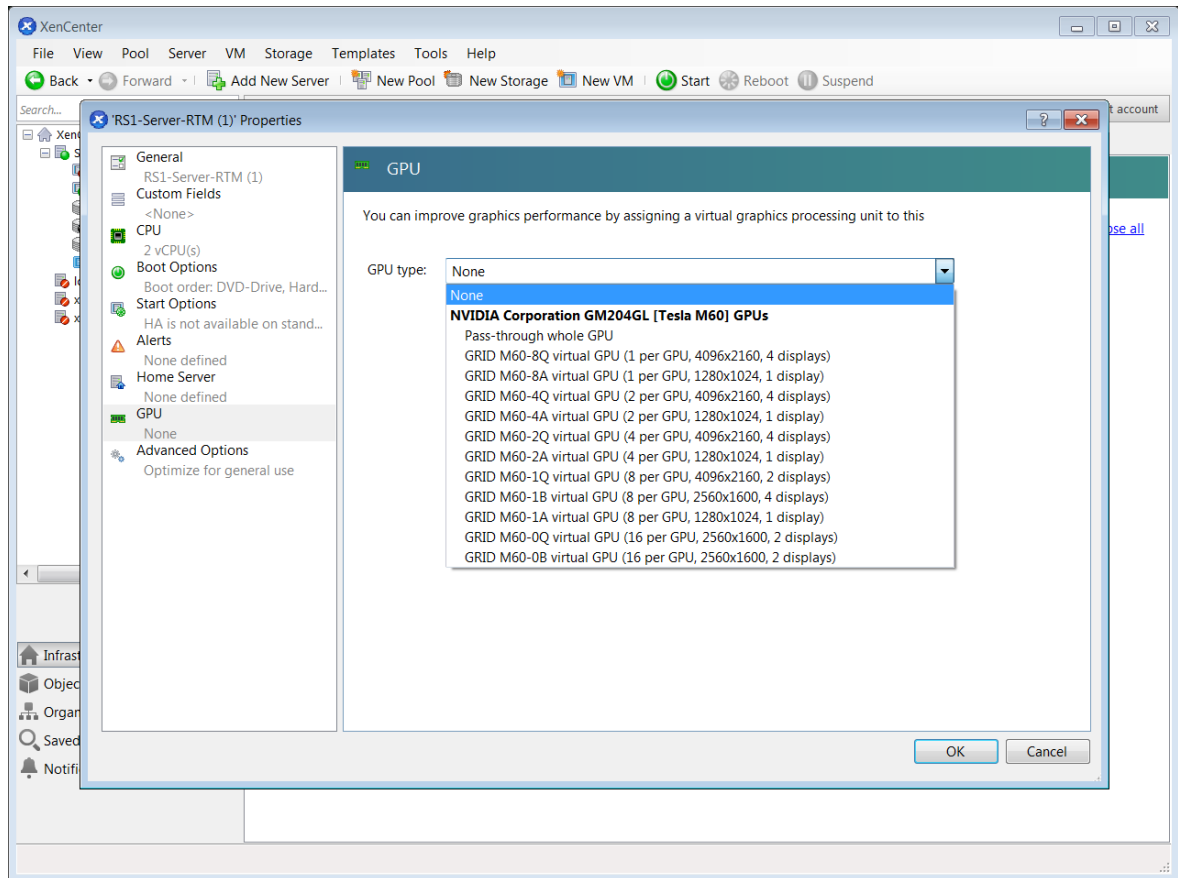 XenCenter
File View Pool Server VM Storage Templates Tools Help
Back Forward Add New Server New Pool New Storage New VM Start Reboot Suspend
Search...
account
'RS1-Server-RTM (1)' Properties
General
RS1-Server-RTM (1)
Custom Fields
<None>
CPU
2 vCPU(s)
Boot Options
Boot order: DVD-Drive, Hard...
Start Options
HA is not available on stand...
Alerts
None defined
Home Server
None defined
GPU
None
Advanced Options
Optimize for general use
GPU
You can improve graphics performance by assigning a virtual graphics processing unit to this
GPU type: None
None
NVIDIA Corporation GM204GL [Tesla M60] GPUs
Pass-through whole GPU
GRID M60-8Q virtual GPU (1 per GPU, 4096x2160, 4 displays)
GRID M60-8A virtual GPU (1 per GPU, 1280x1024, 1 display)
GRID M60-4Q virtual GPU (2 per GPU, 4096x2160, 4 displays)
GRID M60-4A virtual GPU (2 per GPU, 1280x1024, 1 display)
GRID M60-2Q virtual GPU (4 per GPU, 4096x2160, 4 displays)
GRID M60-2A virtual GPU (4 per GPU, 1280x1024, 1 display)
GRID M60-1Q virtual GPU (8 per GPU, 4096x2160, 2 displays)
GRID M60-1B virtual GPU (8 per GPU, 2560x1600, 4 displays)
GRID M60-1A virtual GPU (8 per GPU, 1280x1024, 1 display)
GRID M60-0Q virtual GPU (16 per GPU, 2560x1600, 2 displays)
GRID M60-0B virtual GPU (16 per GPU, 2560x1600, 2 displays)
all
OK Cancel
Infrast
Objec
Organ
Saved
Notifi